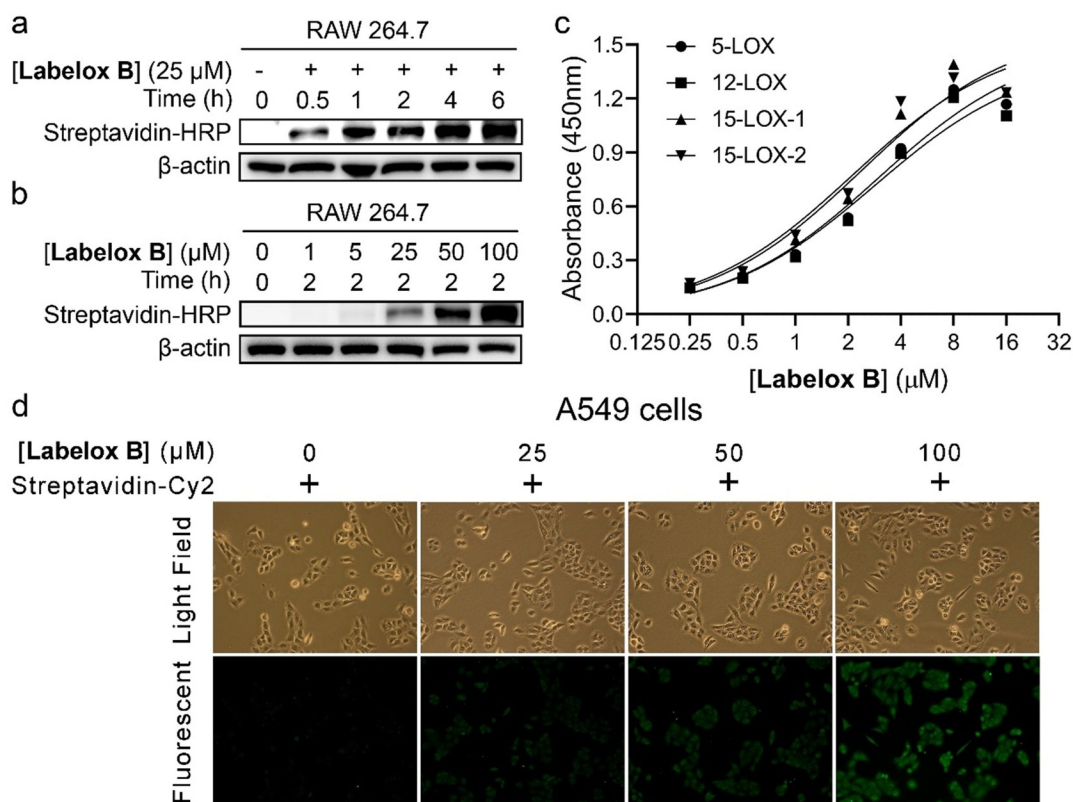 a
RAW 264.7
[Labelox B] (25 µM) - + + + + +
Time (h) 0 0.5 1 2 4 6
Streptavidin-HRP
β-actin
b
RAW 264.7
[Labelox B] (µM) 0 1 5 25 50 100
Time (h) 0 2 2 2 2 2
Streptavidin-HRP
β-actin
c
5-LOX
12-LOX
15-LOX-1
15-LOX-2
Absorbance (450nm)
1.5
1.2
0.9
0.6
0.3
0.0
0.125 0.25 0.5 1 2 4 8 16 32
[Labelox B] (µM)
d
A549 cells
[Labelox B] (µM) 0 25 50 100
Streptavidin-Cy2 + + + +
Light Field
Fluorescent